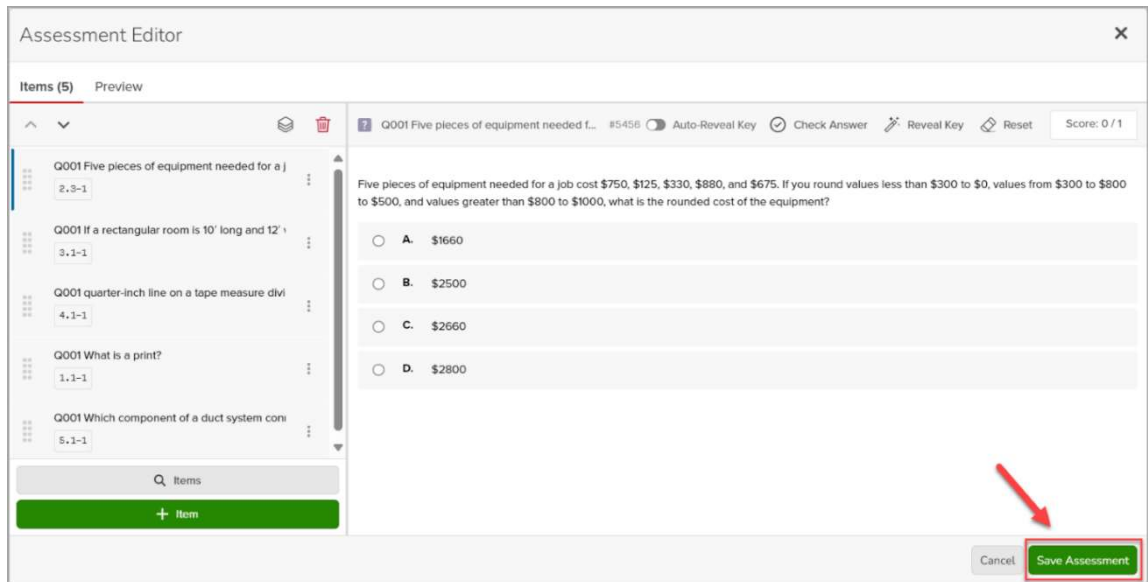 Assessment Editor
Items (5) Preview
Q001 Five pieces of equipment needed f... #5456 Auto-Reveal Key Check Answer Reveal Key Reset Score: 0 / 1
Q001 Five pieces of equipment needed for a j
2.3-1
Q001 If a rectangular room is 10' long and 12'
3.1-1
Q001 quarter-inch line on a tape measure divi
4.1-1
Q001 What is a print?
1.1-1
Q001 Which component of a duct system con
5.1-1
Items
+ Item
Five pieces of equipment needed for a job cost $750, $125, $330, $880, and $675. If you round values less than $300 to $0, values from $300 to $800
to $500, and values greater than $800 to $1000, what is the rounded cost of the equipment?
A. $1660
B. $2500
C. $2660
D. $2800
Cancel Save Assessment